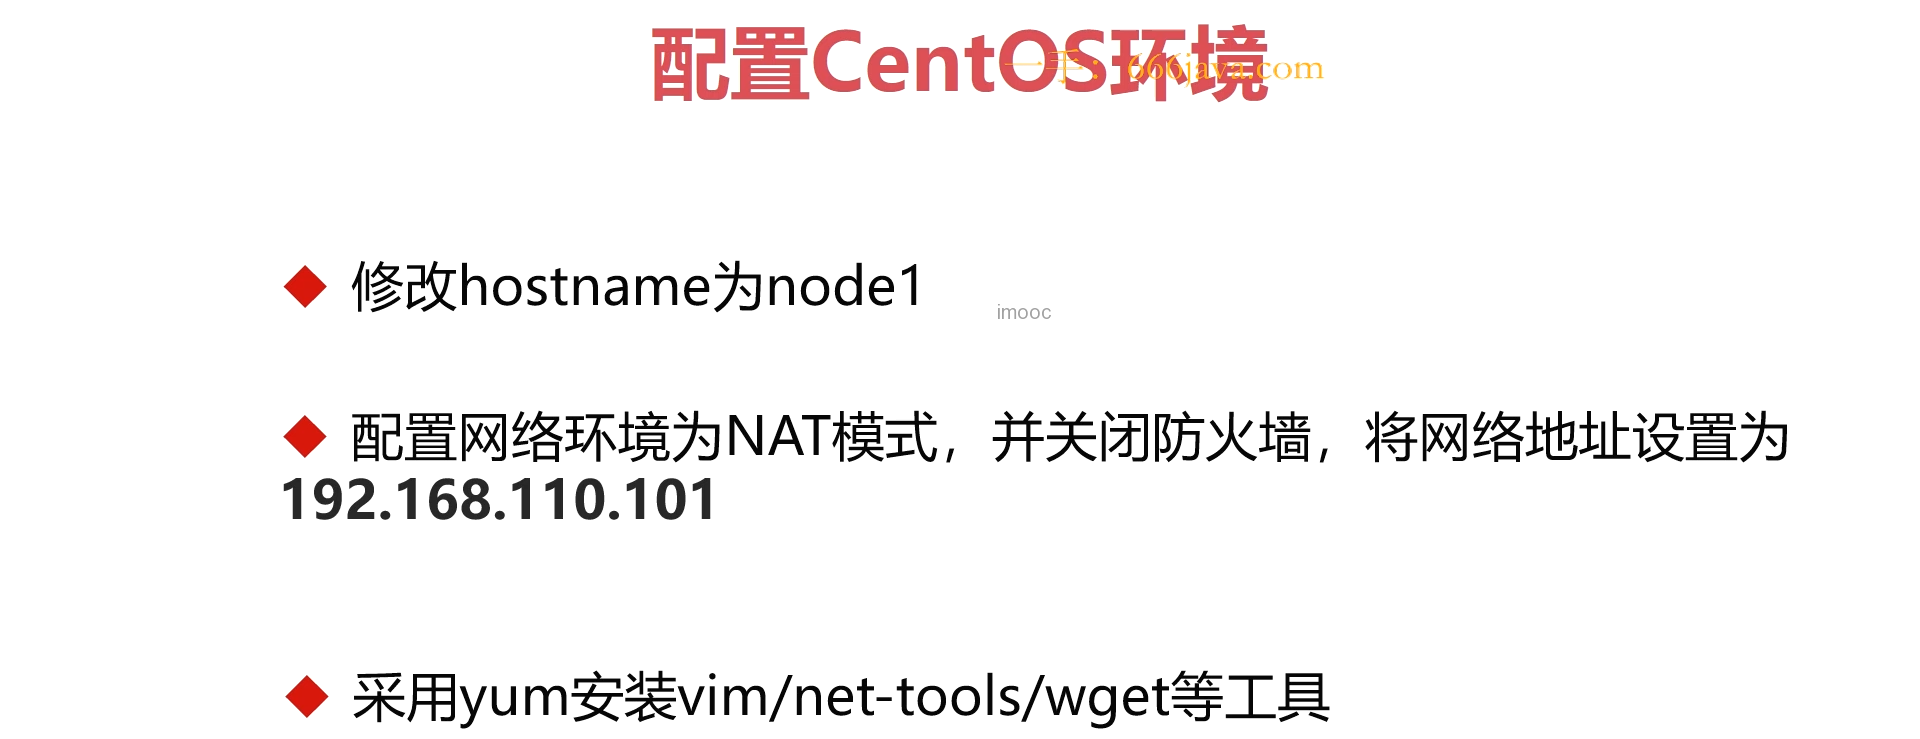 配置CentOS环境
一手：666java.com
修改hostname为node1
imooc
配置网络环境为NAT模式，并关闭防火墙，将网络地址设置为
192.168.110.101
采用yum安装vim/net-tools/wget等工具